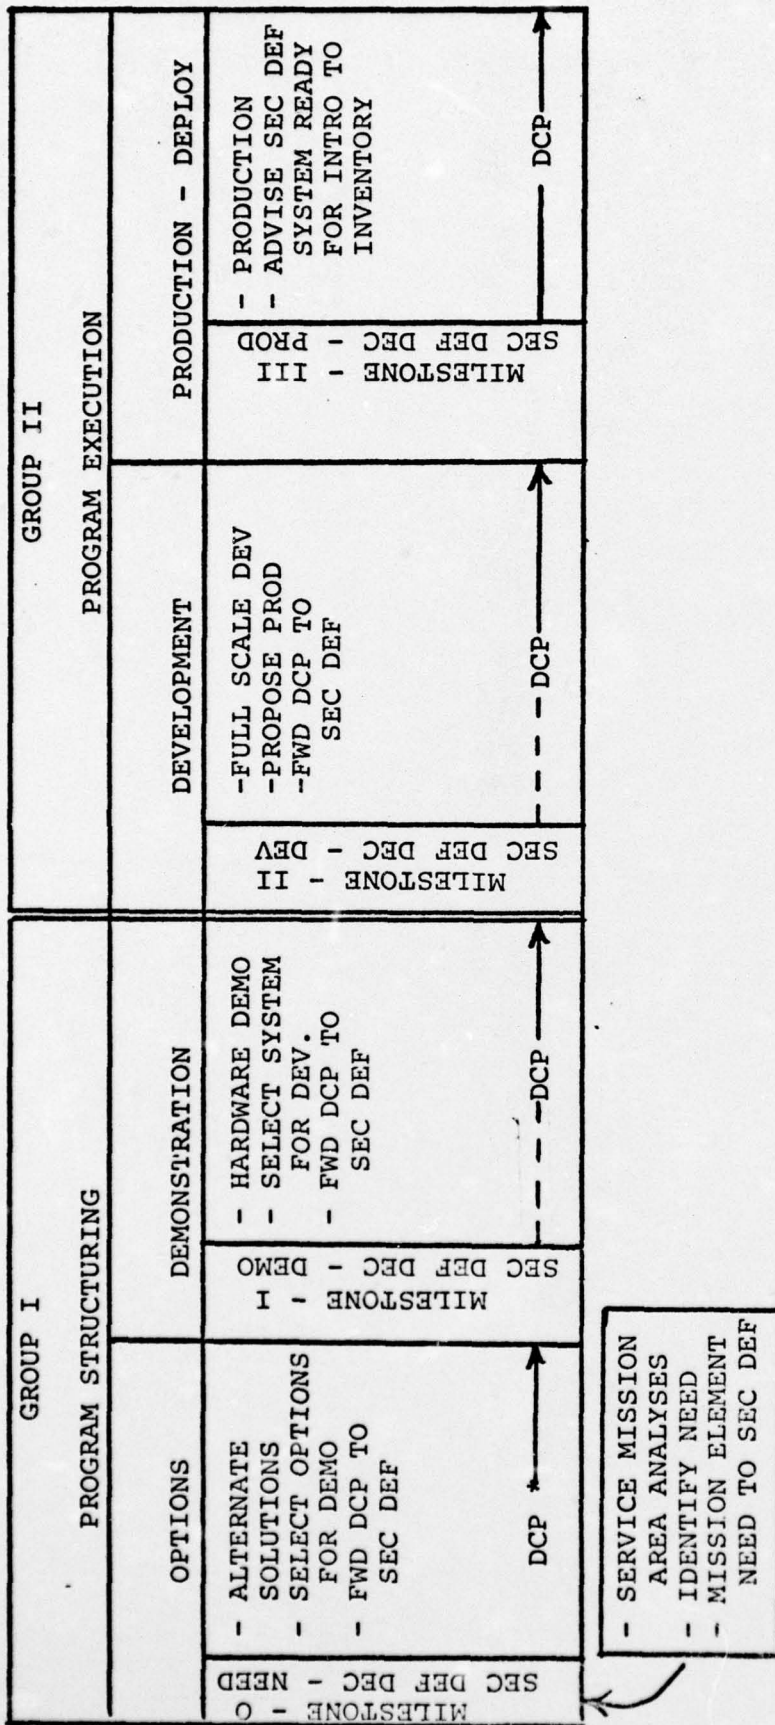 GROUP I
PROGRAM STRUCTURING
GROUP II
PROGRAM EXECUTION
OPTIONS
DEMONSTRATION
DEVELOPMENT
PRODUCTION - DEPLOY
MILESTONE - O
SEC DEF DEC - NEED
- ALTERNATE
SOLUTIONS
- SELECT OPTIONS
FOR DEMO
- FWD DCP TO
SEC DEF
DCP *
MILESTONE - I
SEC DEF DEC - DEMO
- HARDWARE DEMO
- SELECT SYSTEM
FOR DEV.
- FWD DCP TO
SEC DEF
DCP
MILESTONE - II
SEC DEF DEC - DEV
-FULL SCALE DEV
-PROPOSE PROD
-FWD DCP TO
SEC DEF
DCP
MILESTONE - III
SEC DEF DEC - PROD
- PRODUCTION
- ADVISE SEC DEF
SYSTEM READY
FOR INTRO TO
INVENTORY
DCP
- SERVICE MISSION
AREA ANALYSES
- IDENTIFY NEED
- MISSION ELEMENT
NEED TO SEC DEF